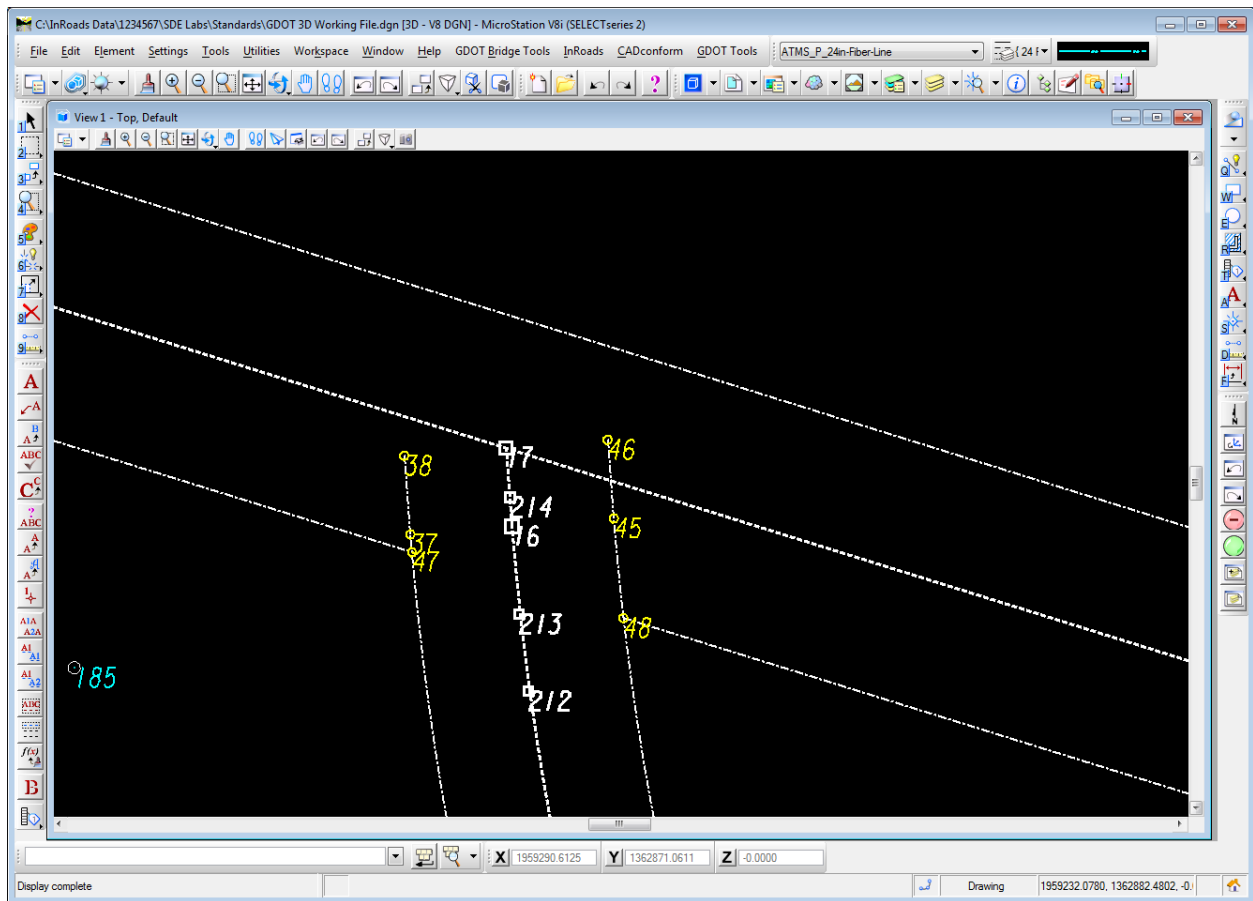 C:\InRoads Data\1234567\SDE Labs\Standards\GDOT 3D Working File.dgn [3D - V8 DGN] - MicroStation V8i (SELECTseries 2)
File Edit Element Settings Tools Utilities Workspace Window Help GDOT Bridge Tools InRoads CADconform GDOT Tools ATMS_P_24in-Fiber-Line
View 1 - Top, Default
46
17
38
214
45
16
37
47
213
48
185
212
X 1959290.6125 Y 1362871.0611 Z -0.0000
Display complete Drawing 1959232.0780, 1362882.4802, -0.